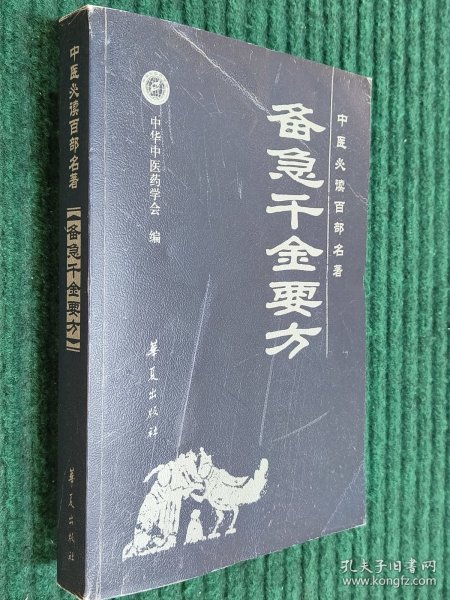 中医必读百部名著
【备急千金要方】
华夏出版社
中医必读百部名著
备急千金要方
中华中医药学会 编
华夏出版社
孔夫子旧书网
www.kongfz.com